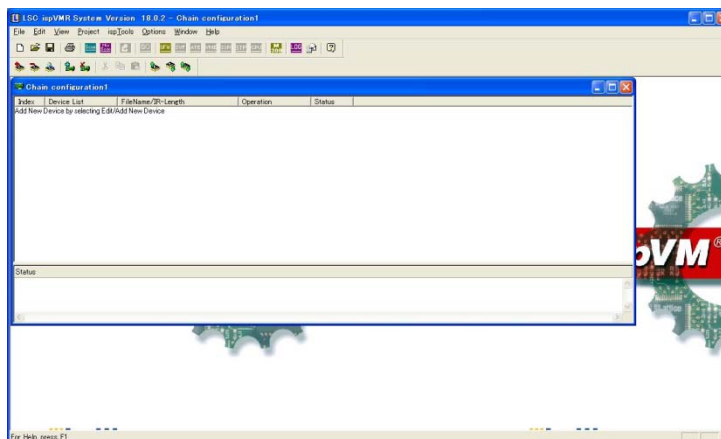 LSC ispVMR System Version 18.0.2 - Chain configuration1
File Edit View Project ispTools Options Window Help
Chain configuration1
Index Device List FileName/IR-Length Operation Status
Add New Device by selecting Edit/Add New Device
Status
pVM®
For Help, press F1